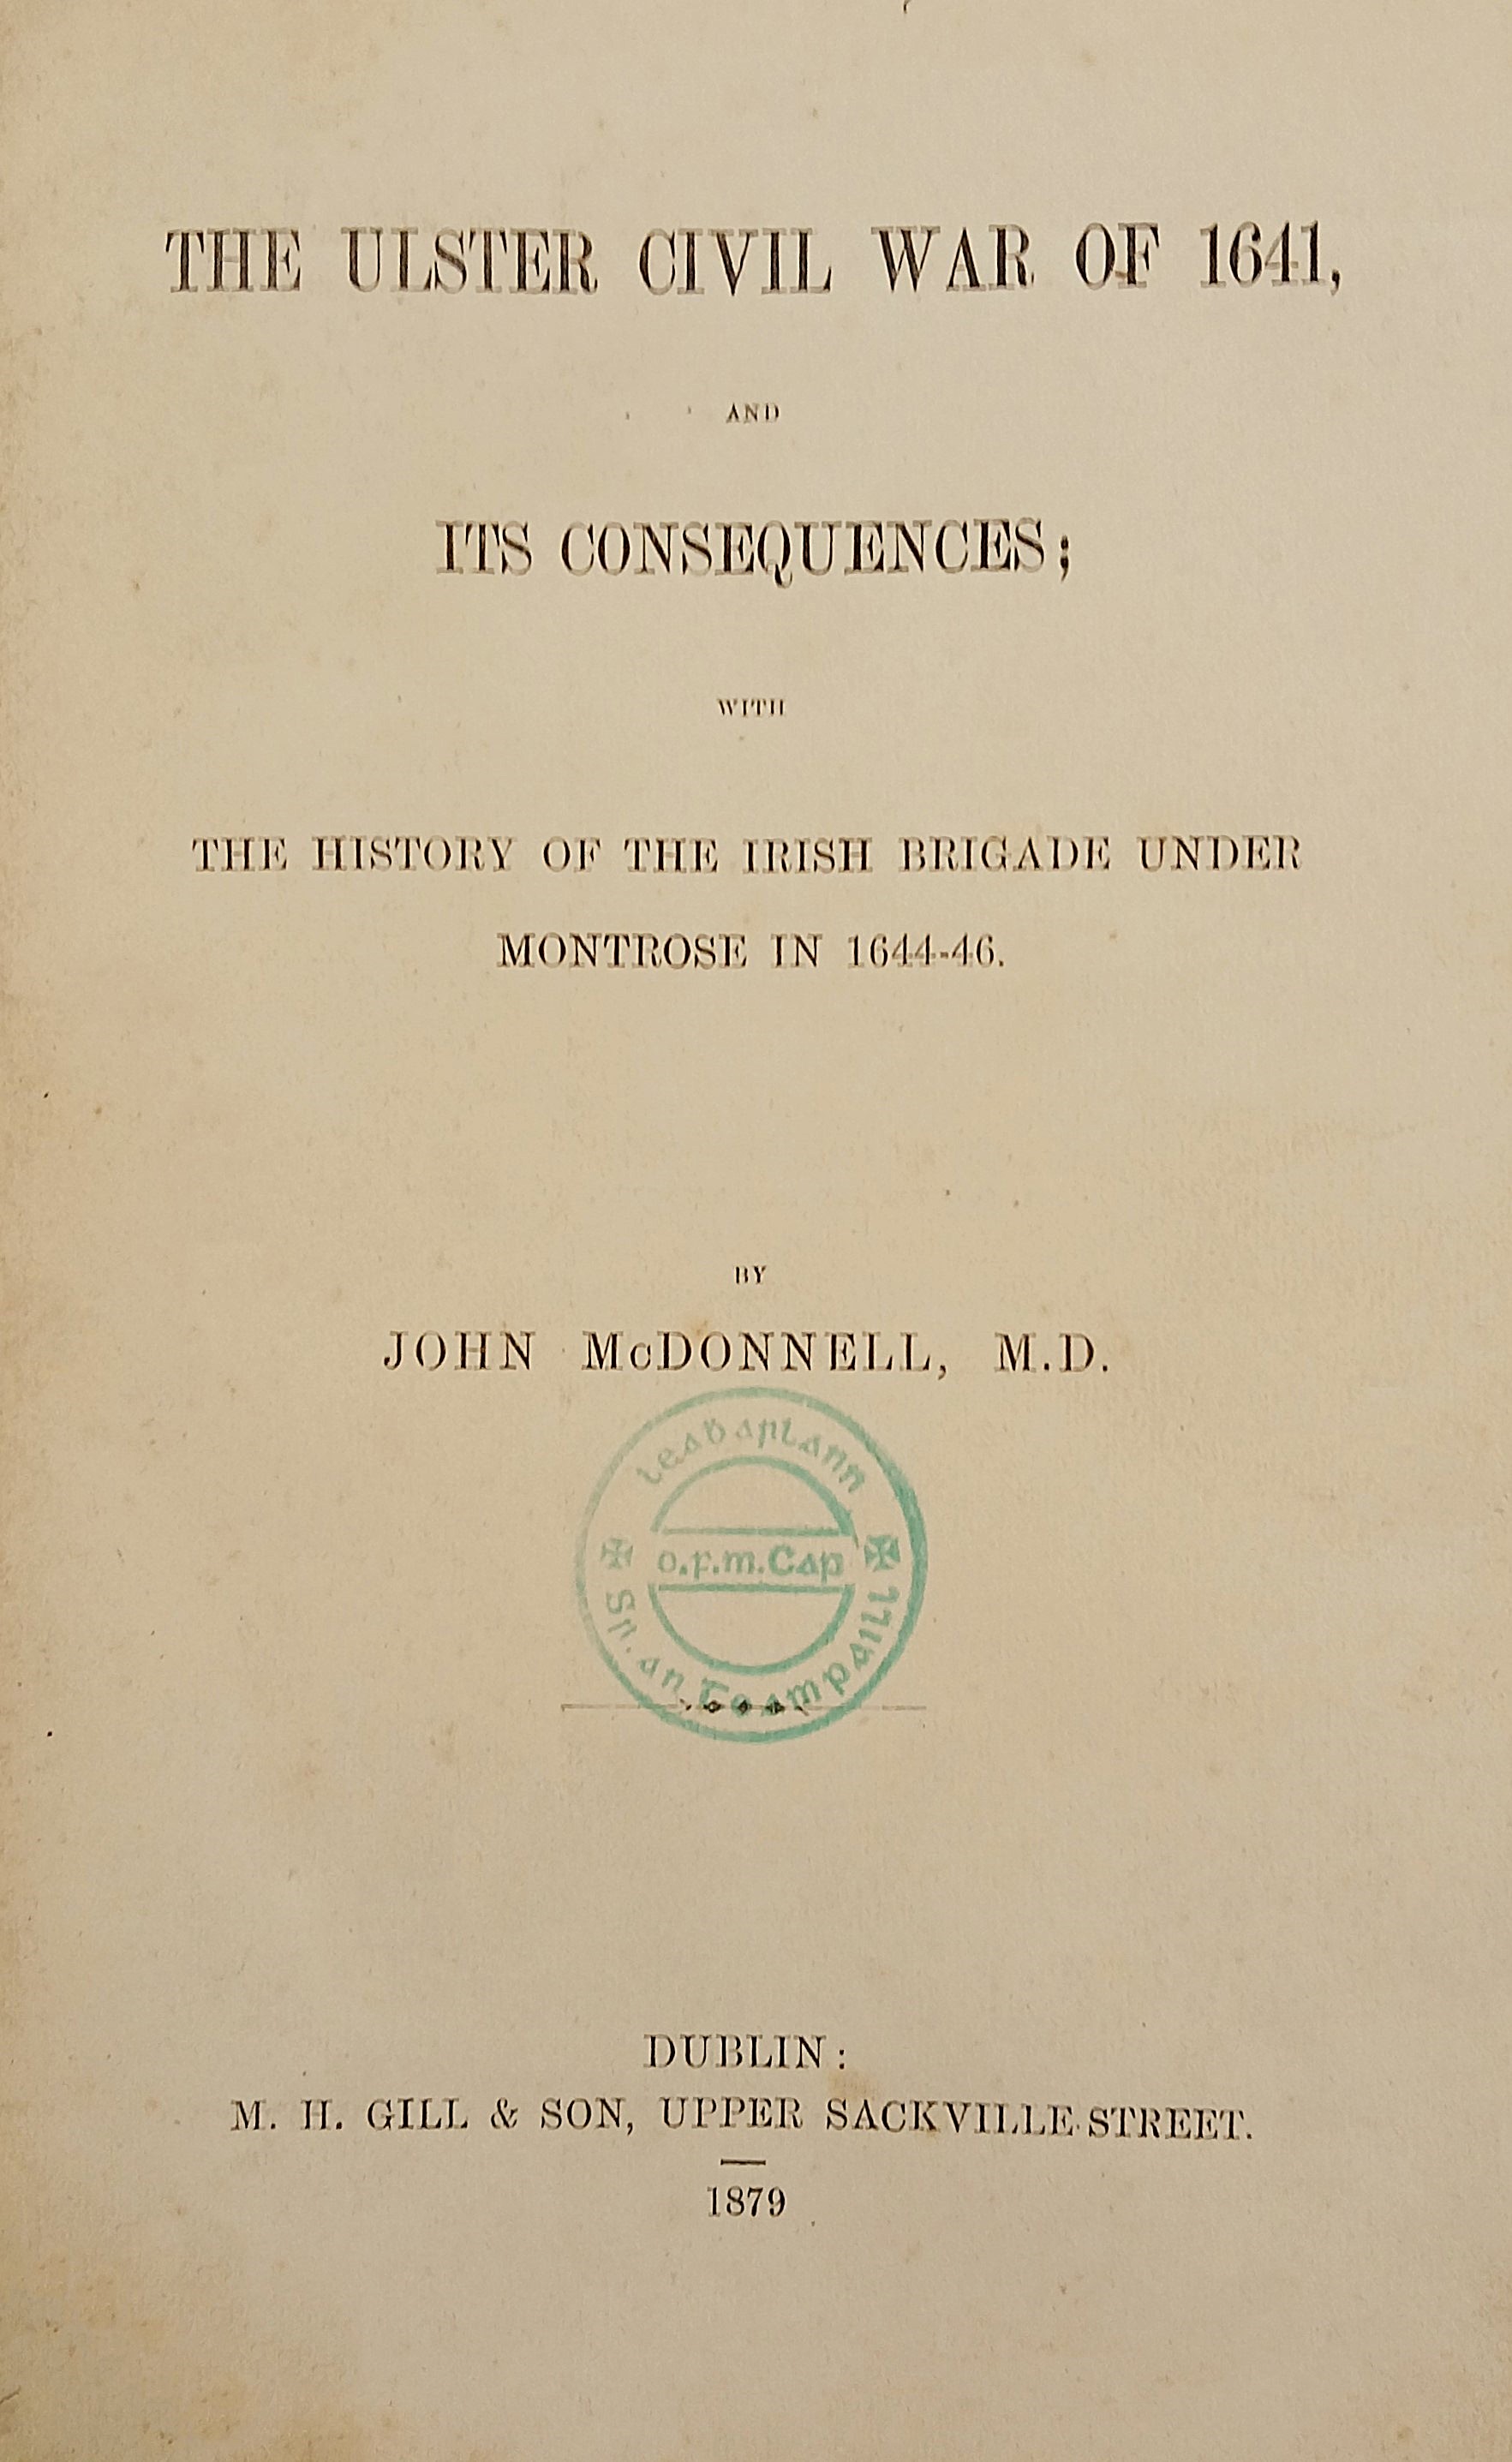 THE ULSTER CIVIL WAR OF 1641,
AND
ITS CONSEQUENCES;
WITH
THE HISTORY OF THE IRISH BRIGADE UNDER
MONTROSE IN 1644-46.
BY
JOHN McDONNELL, M.D.
Leabarlann
o.f.m.Cap
Sr. an Teampaill
DUBLIN:
M. H. GILL & SON, UPPER SACKVILLE STREET.
1879